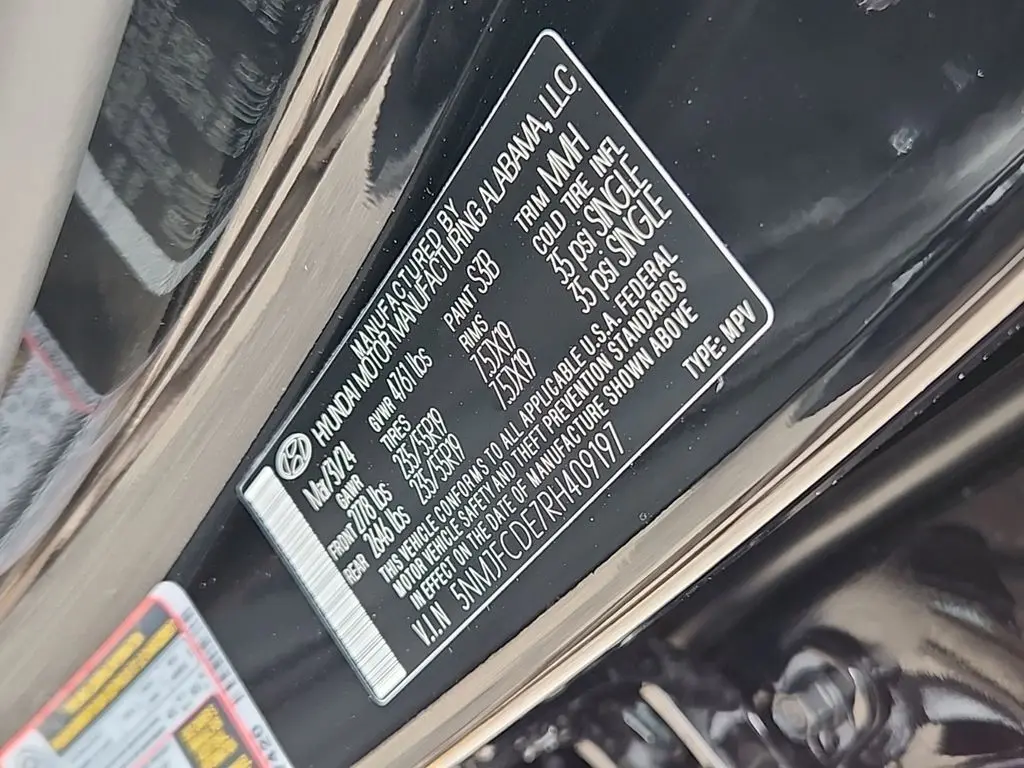 MANUFACTURED BY
HYUNDAI MOTOR MANUFACTURING ALABAMA, LLC
Mar/31/24 GVWR 4761 lbs PAINT S3B TRIM MMH
GAWR TIRES RIMS COLD TIRE INFL
FRONT 2778 lbs 235/55R19 7.5JX19 35 psi SINGLE
REAR 2646 lbs 235/55R19 7.5JX19 35 psi SINGLE
THIS VEHICLE CONFORMS TO ALL APPLICABLE U.S.A. FEDERAL
MOTOR VEHICLE SAFETY AND THEFT PREVENTION STANDARDS
IN EFFECT ON THE DATE OF MANUFACTURE SHOWN ABOVE
V.I.N 5NMJFCDE7RH409197 TYPE: MPV